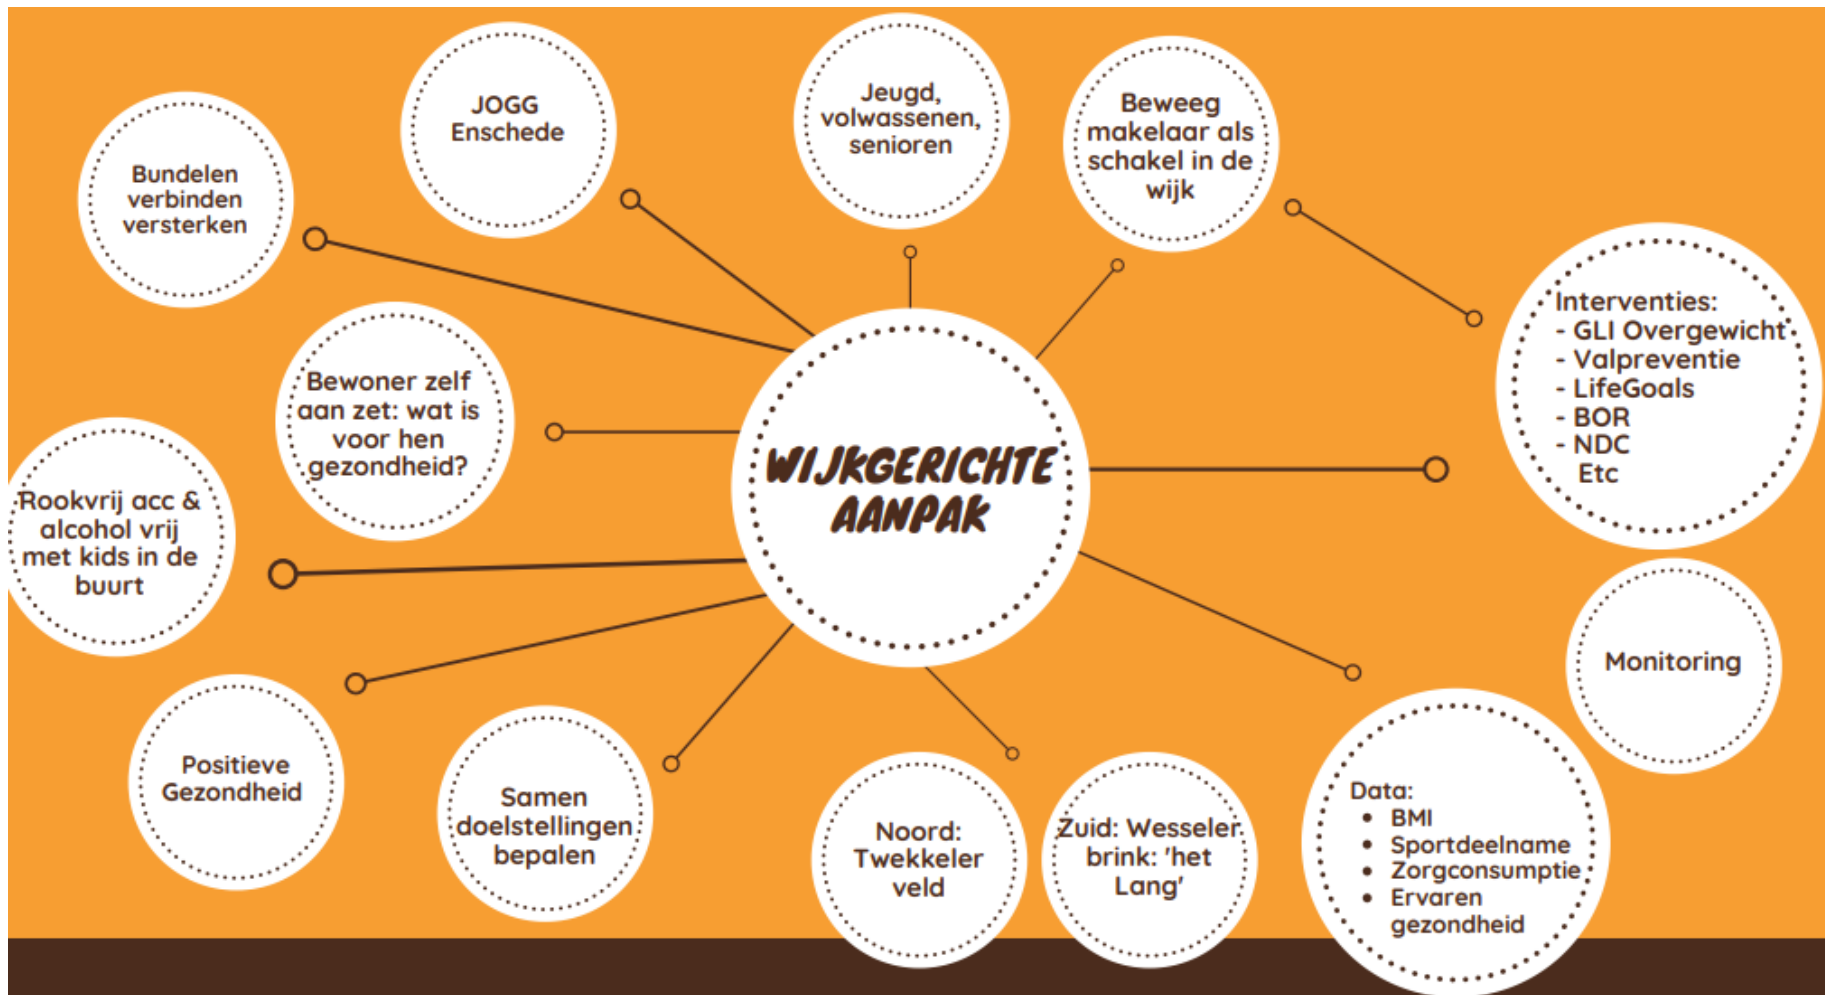 JOGG
Enschede
Jeugd,
volwassenen,
senioren
Beweeg
makelaar als
schakel in de
wijk
Bundelen
verbinden
versterken
Interventies:
- GLI Overgewicht
- Valpreventie
- LifeGoals
- BOR
- NDC
Etc
Bewoner zelf
aan zet: wat is
voor hen
gezondheid?
WIJKGERICHTE
AANPAK
Rookvrij acc &
alcohol vrij
met kids in de
buurt
Monitoring
Positieve
Gezondheid
Samen
doelstellingen
bepalen
Noord:
Twekkeler
veld
Zuid: Wesseler
brink: 'het
Lang'
Data:
• BMI
• Sportdeelname
• Zorgconsumptie
• Ervaren
gezondheid